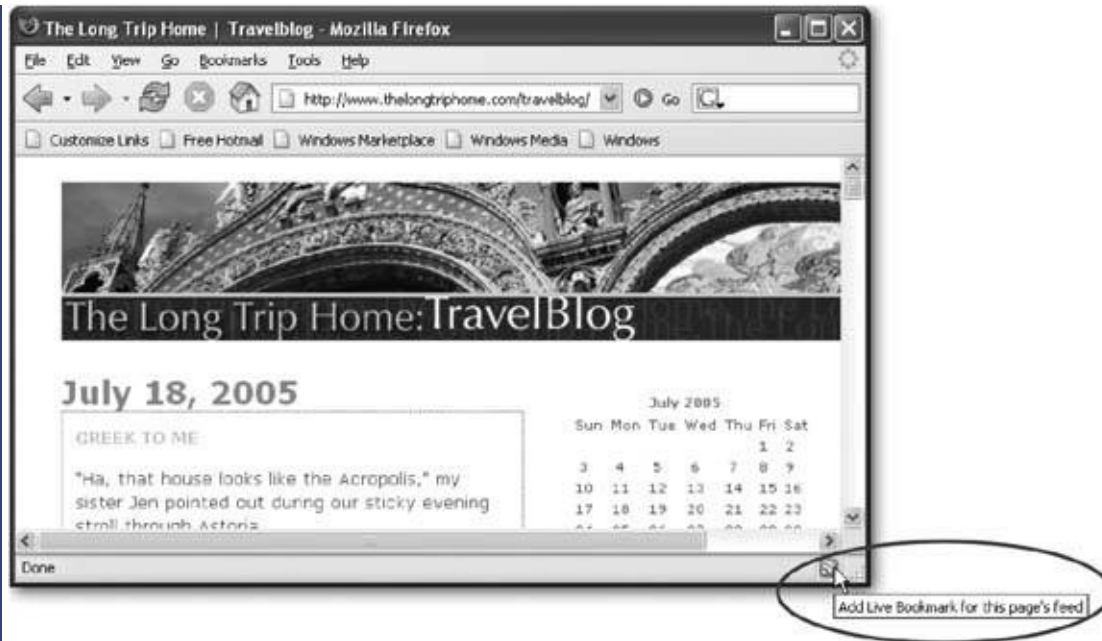 The Long Trip Home | Travelblog - Mozilla Firefox
File Edit View Go Bookmarks Tools Help
http://www.thelongtriphome.com/travelblog/ Go G
Customize Links Free Hotmail Windows Marketplace Windows Media Windows
The Long Trip Home:TravelBlog
July 18, 2005
GREEK TO ME
"Ha, that house looks like the Acropolis," my
sister Jen pointed out during our sticky evening
stroll through Astoria
July 2005
Sun Mon Tue Wed Thu Fri Sat
1 2
3 4 5 6 7 8 9
10 11 12 13 14 15 16
17 18 19 20 21 22 23
Done
Add Live Bookmark for this page's feed